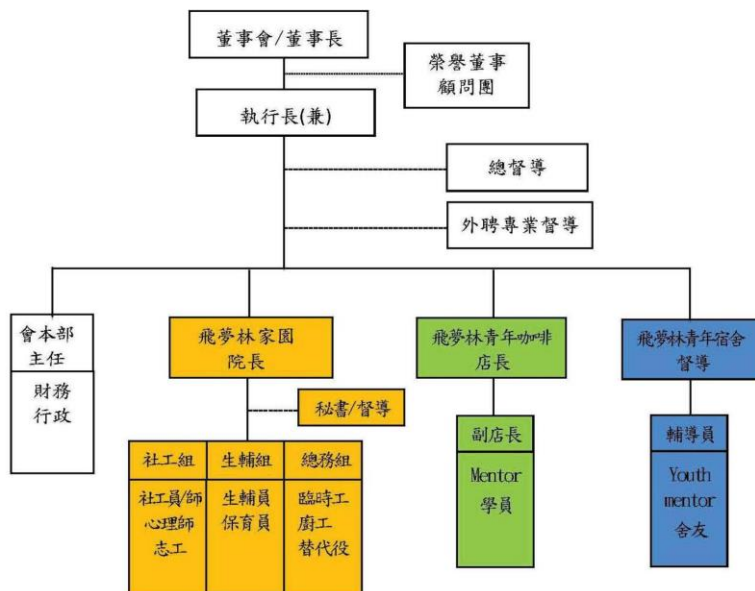 董事會/董事長
榮譽董事
顧問團
執行長(兼)
總督導
外聘專業督導
會本部
主任
財務
行政
飛夢林家園
院長
秘書/督導
社工組
社工員/師
心理師
志工
生輔組
生輔員
保育員
總務組
臨時工
廚工
替代役
飛夢林青年咖啡
店長
副店長
Mentor
學員
飛夢林青年宿舍
督導
輔導員
Youth
mentor
舍友